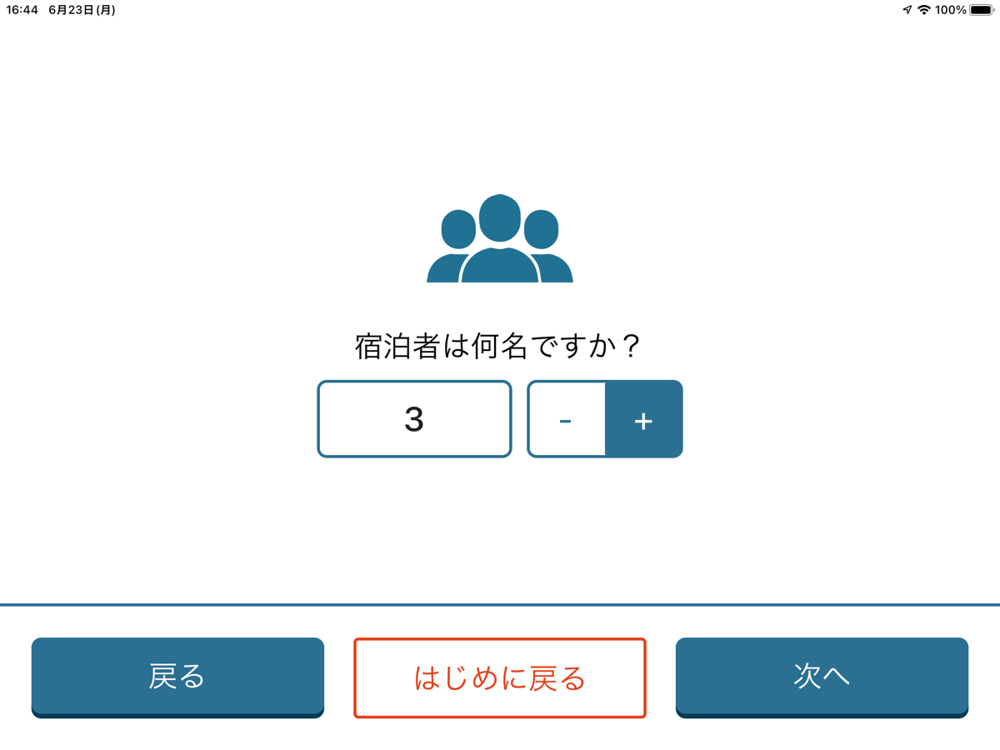 16:44 6月23日(月) 100%
宿泊者は何名ですか？
3 - +
戻る はじめに戻る 次へ